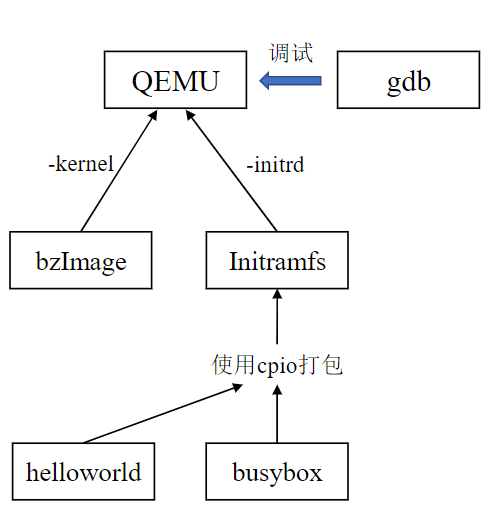 调试
QEMU
gdb
-kernel
-initrd
bzImage
Initramfs
使用cpio打包
helloworld
busybox